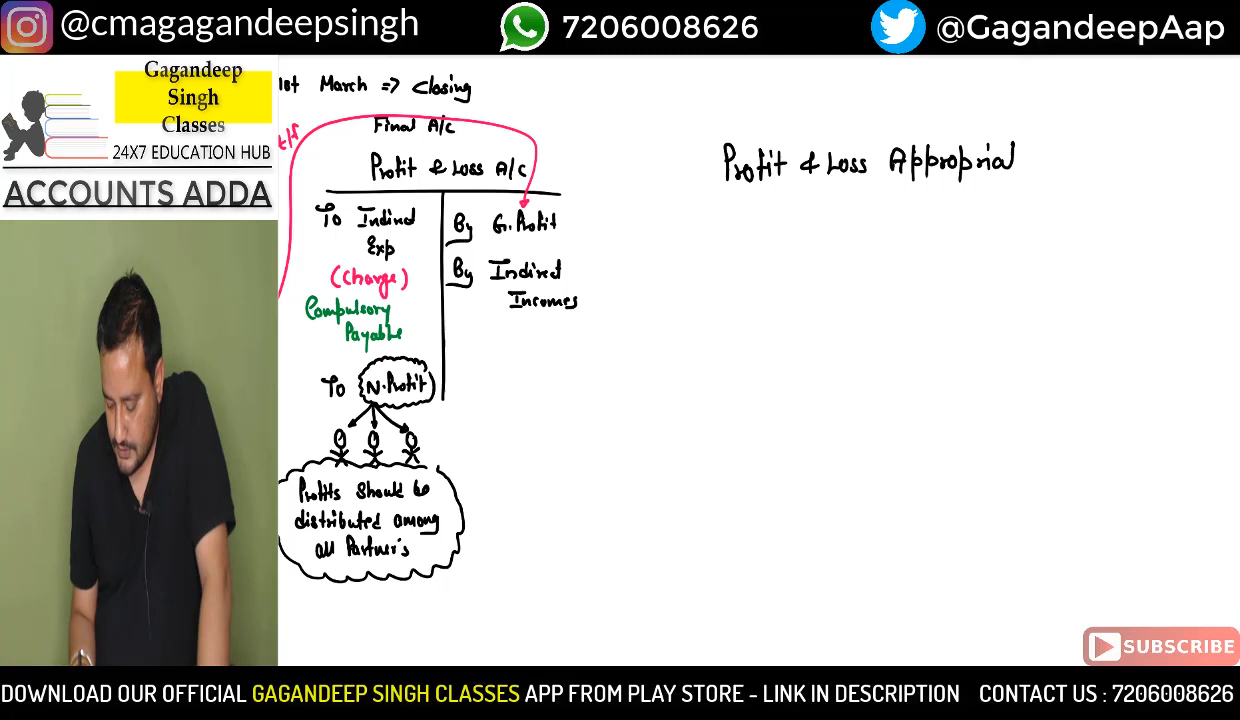 @cmagagandeepsingh
7206008626
@GagandeepAap
Gagandeep
Singh
Classes
24X7 EDUCATION HUB
ACCOUNTS ADDA
1st March => Closing
Final A/c
Profit & Loss A/c
To Indirect
Exp
(Charge)
Compulsory
Payable
To N.Profit
By G.Profit
By Indirect
Incomes
Profits should be
distributed among
all Partner's
Profit & Loss Appropriat
SUBSCRIBE
DOWNLOAD OUR OFFICIAL GAGANDEEP SINGH CLASSES APP FROM PLAY STORE - LINK IN DESCRIPTION CONTACT US : 7206008626